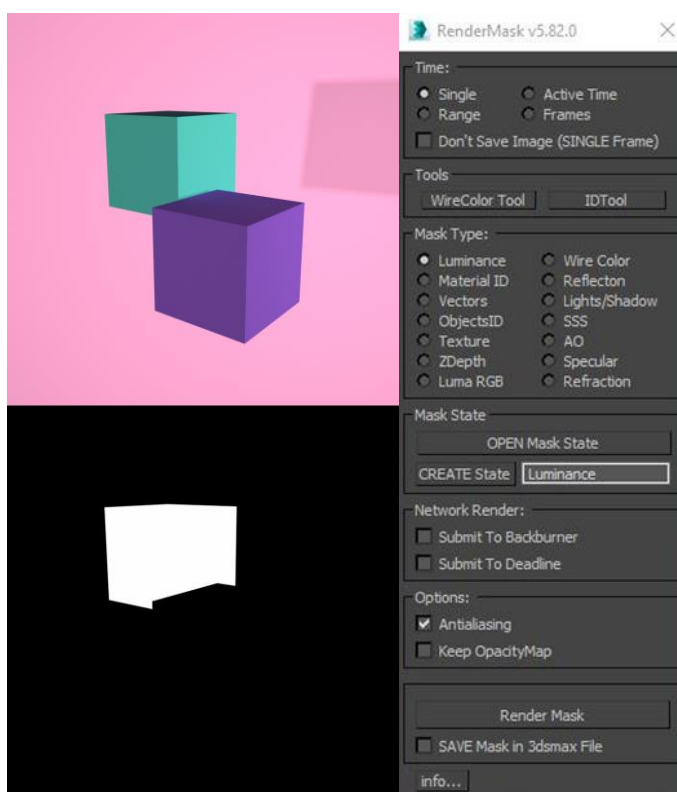 RenderMask v5.82.0
Time:
Single Active Time
Range Frames
Don't Save Image (SINGLE Frame)
Tools
WireColor Tool IDTool
Mask Type:
Luminance Wire Color
Material ID Reflecton
Vectors Lights/Shadow
ObjectsID SSS
Texture AO
ZDepth Specular
Luma RGB Refraction
Mask State
OPEN Mask State
CREATE State Luminance
Network Render:
Submit To Backburner
Submit To Deadline
Options:
Antialiasing
Keep OpacityMap
Render Mask
SAVE Mask in 3dsmax File
info...